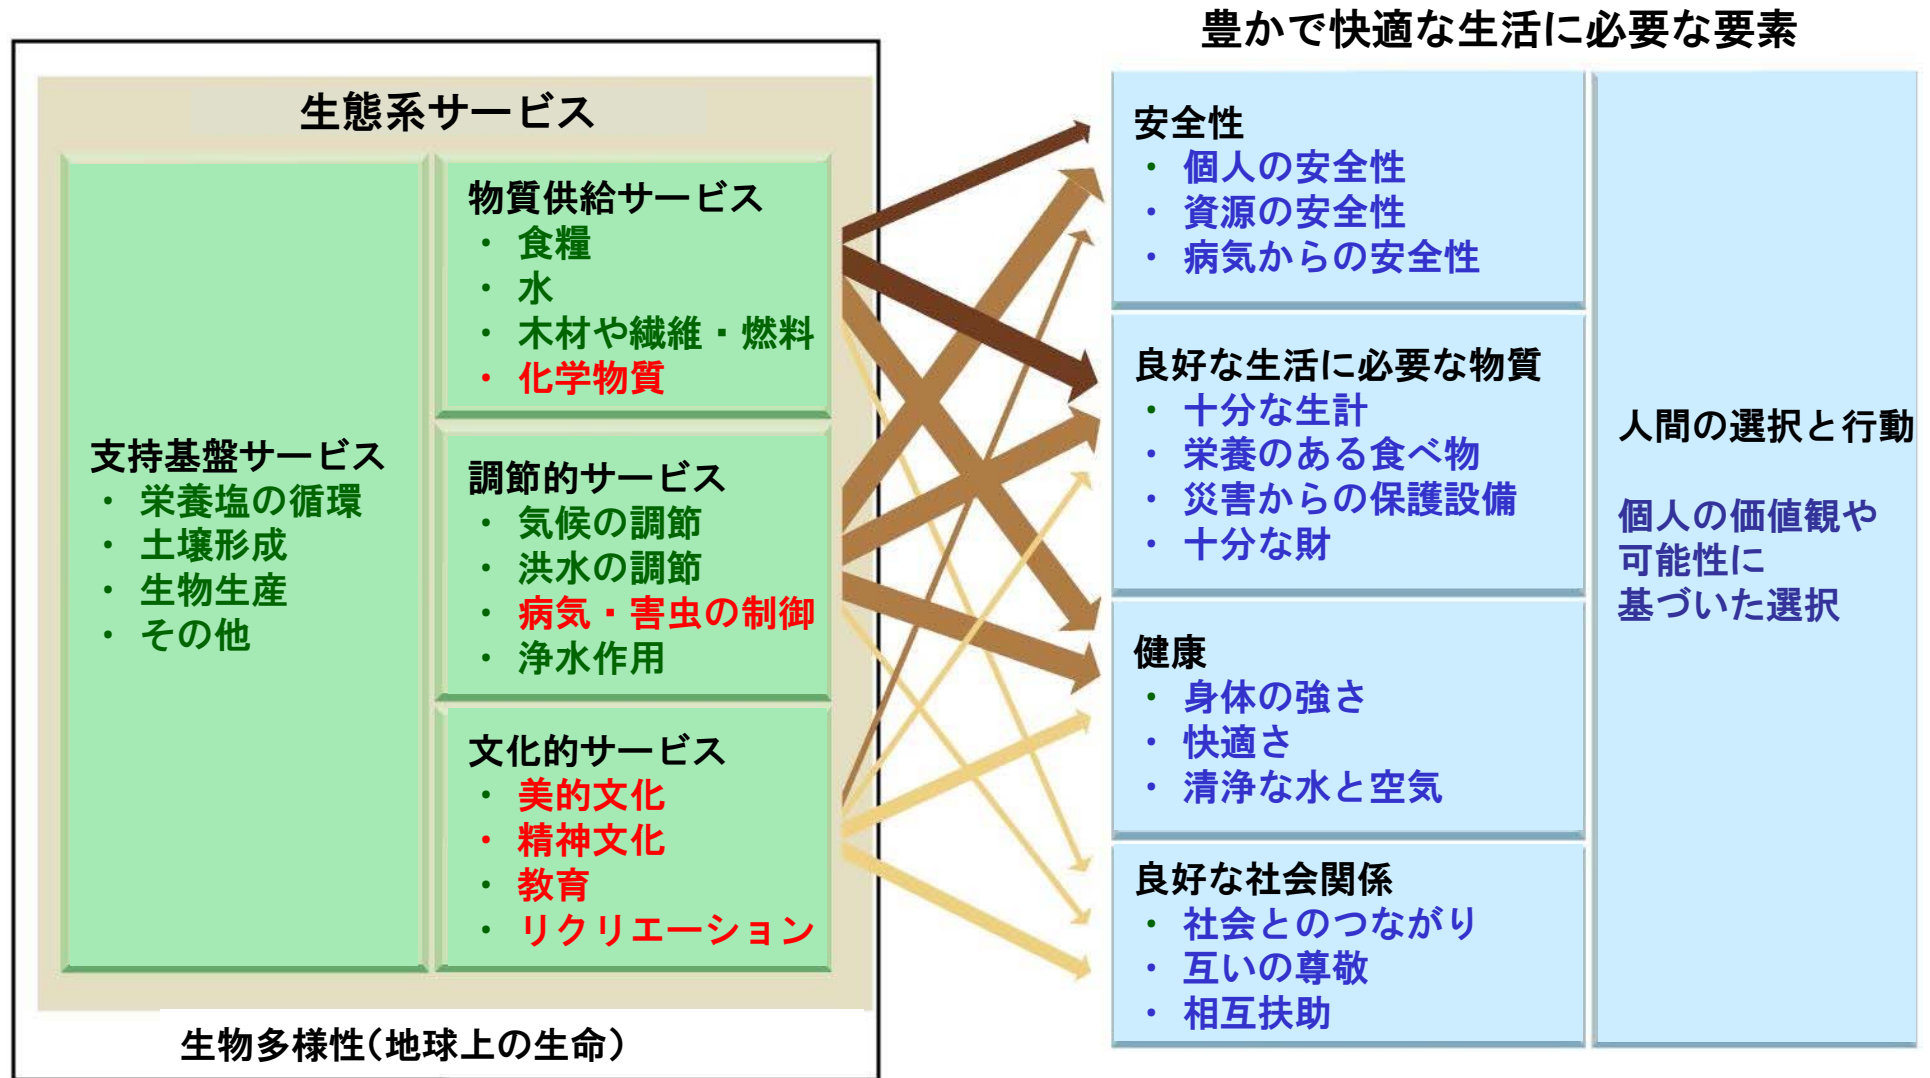 豊かで快適な生活に必要な要素
生態系サービス
支持基盤サービス
・ 栄養塩の循環
・ 土壌形成
・ 生物生産
・ その他
物質供給サービス
・ 食糧
・ 水
・ 木材や繊維・燃料
・ 化学物質
調節的サービス
・ 気候の調節
・ 洪水の調節
・ 病気・害虫の制御
・ 浄水作用
文化的サービス
・ 美的文化
・ 精神文化
・ 教育
・ リクリエーション
生物多様性(地球上の生命)
安全性
・ 個人の安全性
・ 資源の安全性
・ 病気からの安全性
良好な生活に必要な物質
・ 十分な生計
・ 栄養のある食べ物
・ 災害からの保護設備
・ 十分な財
健康
・ 身体の強さ
・ 快適さ
・ 清浄な水と空気
良好な社会関係
・ 社会とのつながり
・ 互いの尊敬
・ 相互扶助
人間の選択と行動
個人の価値観や
可能性に
基づいた選択